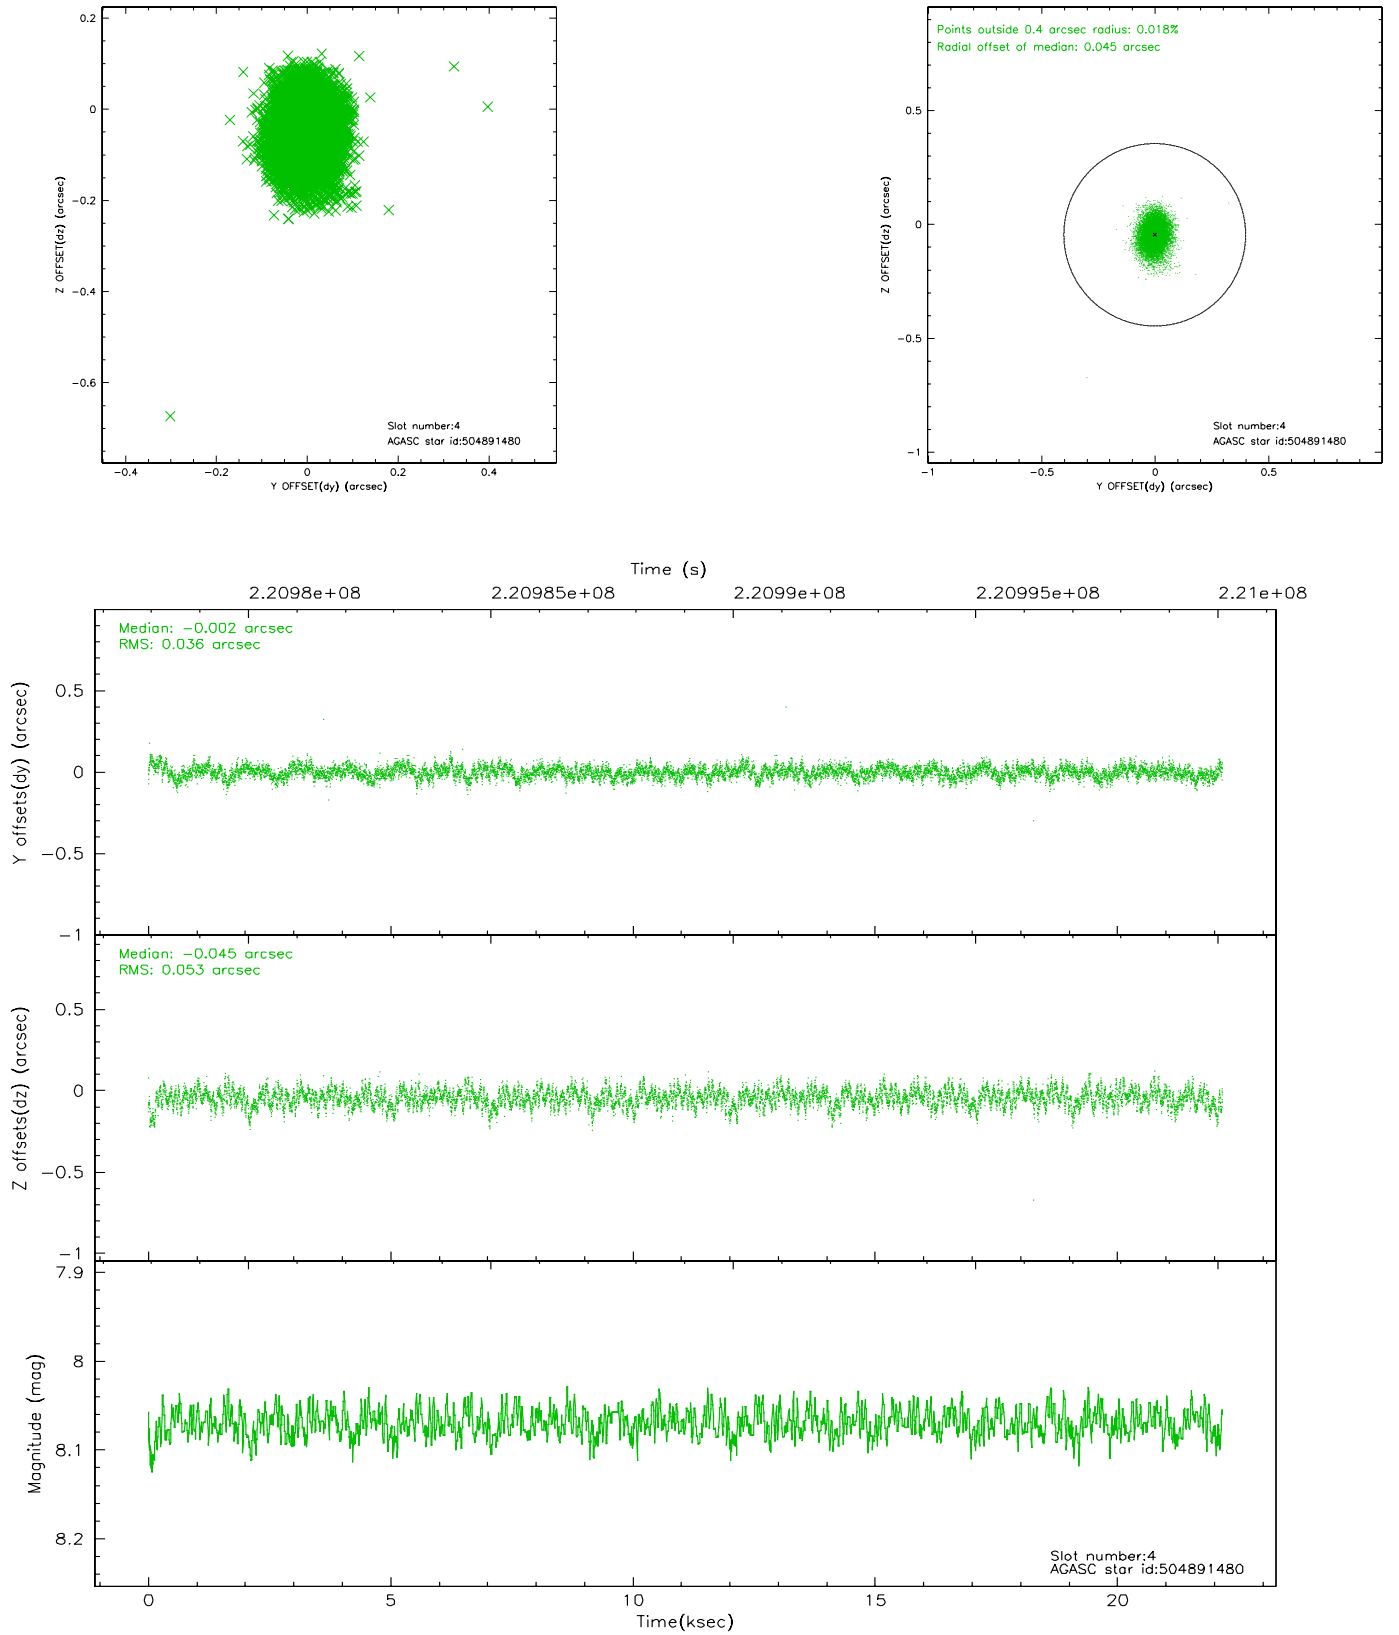 0.2
0
-0.2
-0.4
-0.6
Z OFFSET(dz) (arcsec)
Slot number:4
AGASC star id:504891480
-0.4 -0.2 0 0.2 0.4
Y OFFSET(dy) (arcsec)
Points outside 0.4 arcsec radius: 0.018%
Radial offset of median: 0.045 arcsec
0.5
0
-0.5
-1
Z OFFSET(dz) (arcsec)
Slot number:4
AGASC star id:504891480
-1 -0.5 0 0.5
Y OFFSET(dy) (arcsec)
Time (s)
2.2098e+08 2.20985e+08 2.2099e+08 2.20995e+08 2.21e+08
Median: -0.002 arcsec
RMS: 0.036 arcsec
0.5
0
-0.5
-1
Y offsets(dy) (arcsec)
Median: -0.045 arcsec
RMS: 0.053 arcsec
0.5
0
-0.5
-1
Z offsets(dz) (arcsec)
7.9
8
8.1
8.2
Magnitude (mag)
Slot number:4
AGASC star id:504891480
0 5 10 15 20
Time(ksec)